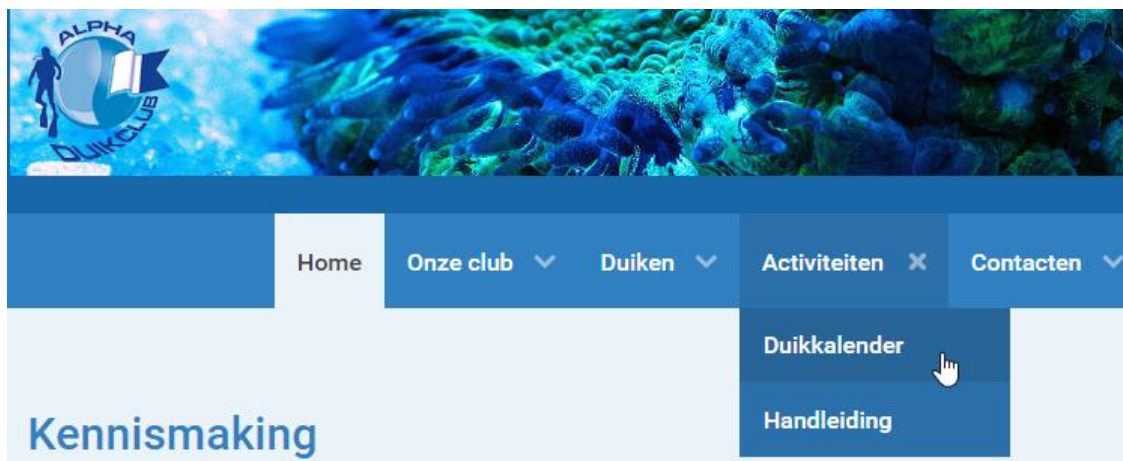 ALPHA
DUIKCLUB
Home Onze club Duiken Activiteiten Contacten
Duikkalender
Handleiding
Kennismaking